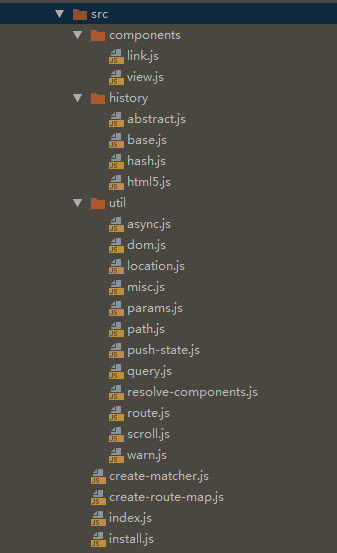 src
components
link.js
view.js
history
abstract.js
base.js
hash.js
html5.js
util
async.js
dom.js
location.js
misc.js
params.js
path.js
push-state.js
query.js
resolve-components.js
route.js
scroll.js
warn.js
create-matcher.js
create-route-map.js
index.js
install.js